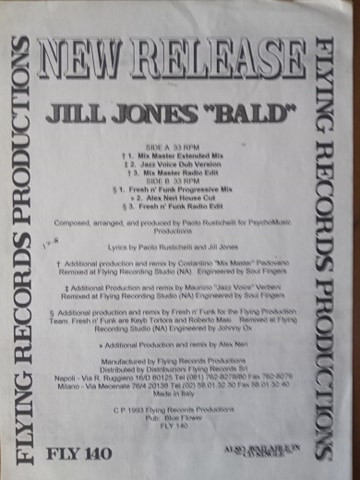 NEW RELEASE
FLYING RECORDS PRODUCTIONS
FLYING RECORDS PRODUCTIONS
JILL JONES "BALD"
SIDE A 33 RPM
† 1. Mix Master Extended Mix
‡ 2. Jazz Voice Dub Version
† 3. Mix Master Radio Edit
SIDE B 33 RPM
§ 1. Fresh n' Funk Progressive Mix
» 2. Alex Neri House Cut
§ 3. Fresh n' Funk Radio Edit
Composed, arranged, and produced by Paolo Rustichelli for PsychoMusic
Productions
Lyrics by Paolo Rustichelli and Jill Jones
† Additional production and remix by Costantino "Mix Master" Padovano
Remixed at Flying Recording Studio (NA). Engineered by Soul Fingers
‡ Additional production and remix by Maurizio "Jazz Voice" Verbeni
Remixed at Flying Recording Studio (NA). Engineered by Soul Fingers
§ Additional production and remix by Fresh n' Funk for the Flying Production
Team. Fresh n' Funk are Keyb Tortora and Roberto Maki. Remixed at Flying
Recording Studio (NA) Engineered by Johnny Ox
» Additional Production and remix by Alex Neri
Manufactured by Flying Records Productions
Distributed by Distribuzioni Flying Records Srl
Napoli - Via R. Ruggiero 16/D 80125 Tel (081) 762-8278/80 Fax 762-8076
Milano - Via Mecenate 76/4 20138 Tel (02) 58.01.32.30 Fax 58.01.32.40
Made in Italy
C P 1993 Flying Records Productions
Pub: Blue Flower
FLY 140
FLY 140
ALSO AVAILABLE IN